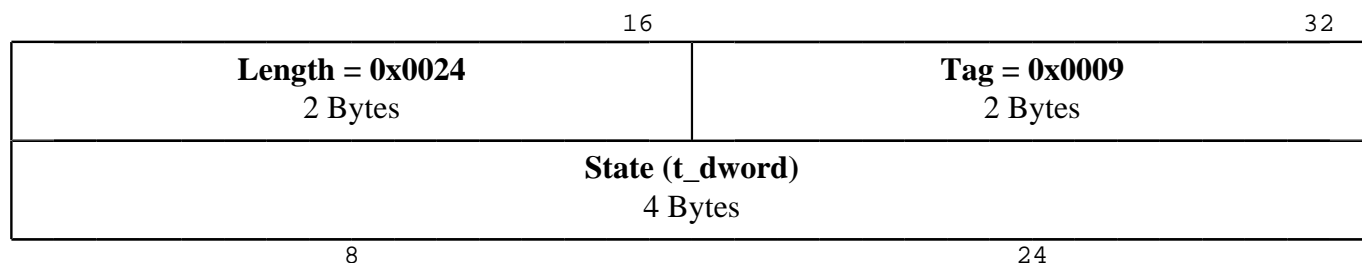 16 32
Length = 0x0024 Tag = 0x0009
2 Bytes 2 Bytes
State (t_dword)
4 Bytes
8 24